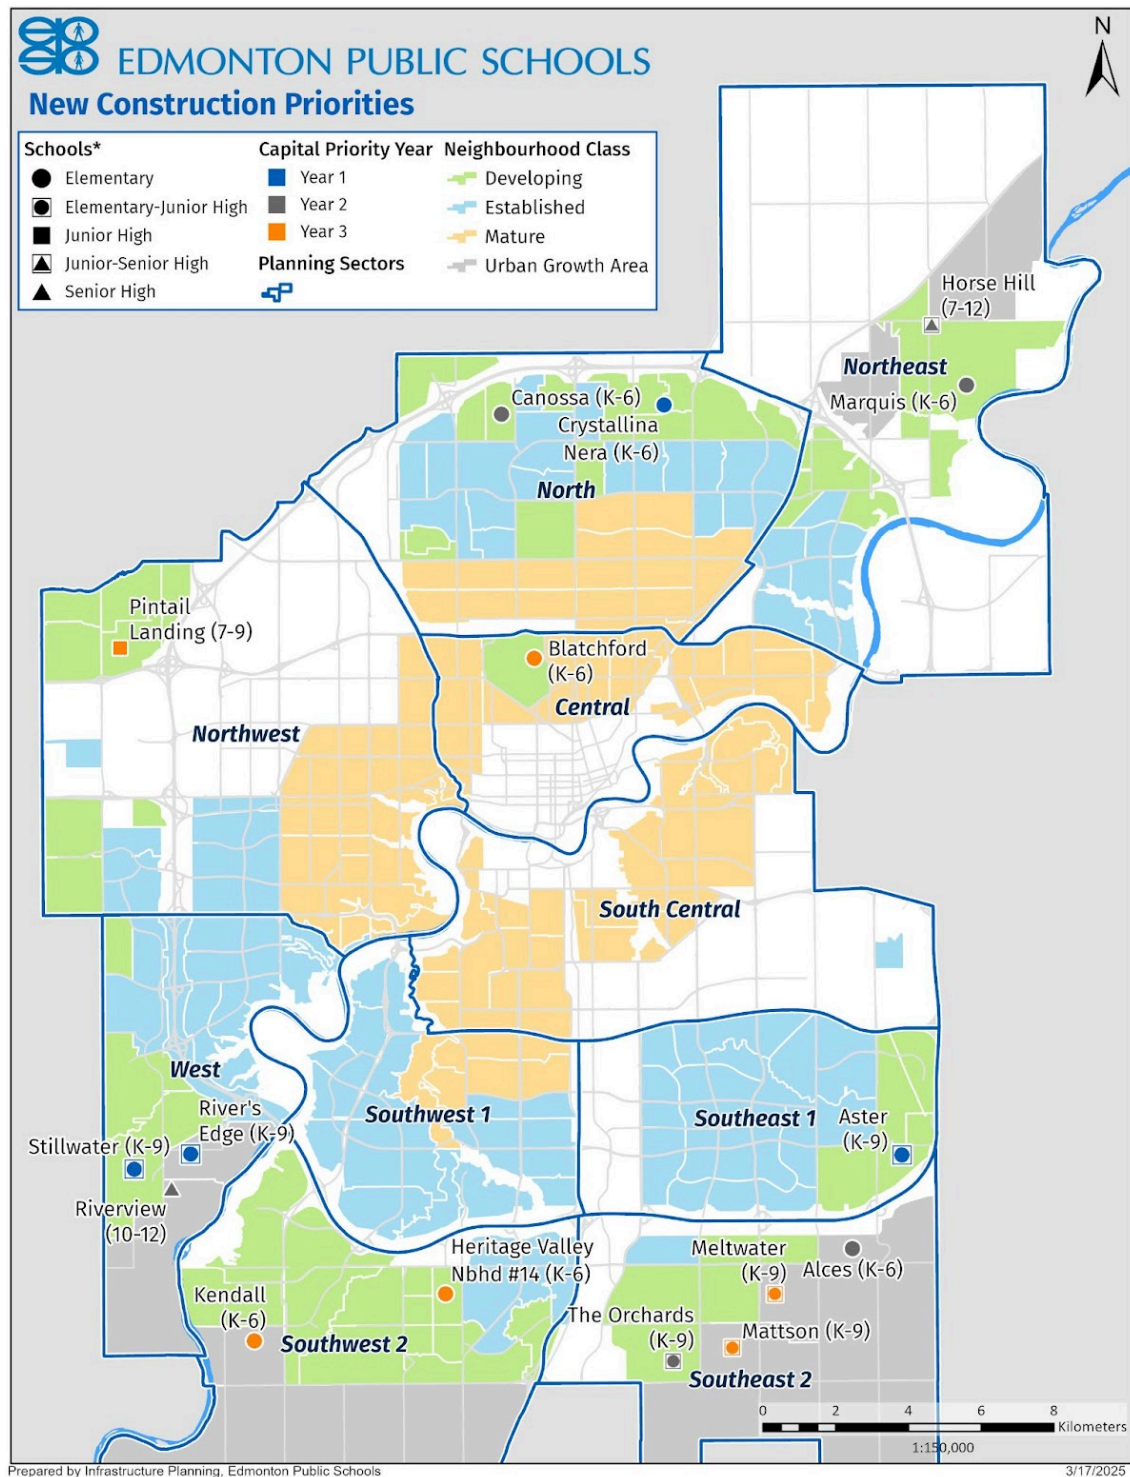 EDMONTON PUBLIC SCHOOLS
New Construction Priorities
N
Schools*
Elementary
Elementary-Junior High
Junior High
Junior-Senior High
Senior High
Capital Priority Year
Year 1
Year 2
Year 3
Planning Sectors
Neighbourhood Class
Developing
Established
Mature
Urban Growth Area
Horse Hill
(7-12)
Northeast
Marquis (K-6)
Canossa (K-6)
Crystallina
Nera (K-6)
North
Pintail
Landing (7-9)
Blatchford
(K-6)
Central
Northwest
South Central
West
River's
Edge (K-9)
Stillwater (K-9)
Riverview
(10-12)
Southwest 1
Southeast 1
Aster
(K-9)
Heritage Valley
Nbhd #14 (K-6)
Kendall
(K-6)
Southwest 2
Meltwater
(K-9)
Alces (K-6)
The Orchards
(K-9)
Mattson (K-9)
Southeast 2
0 2 4 6 8
Kilometers
1:150,000
Prepared by Infrastructure Planning, Edmonton Public Schools
3/17/2025